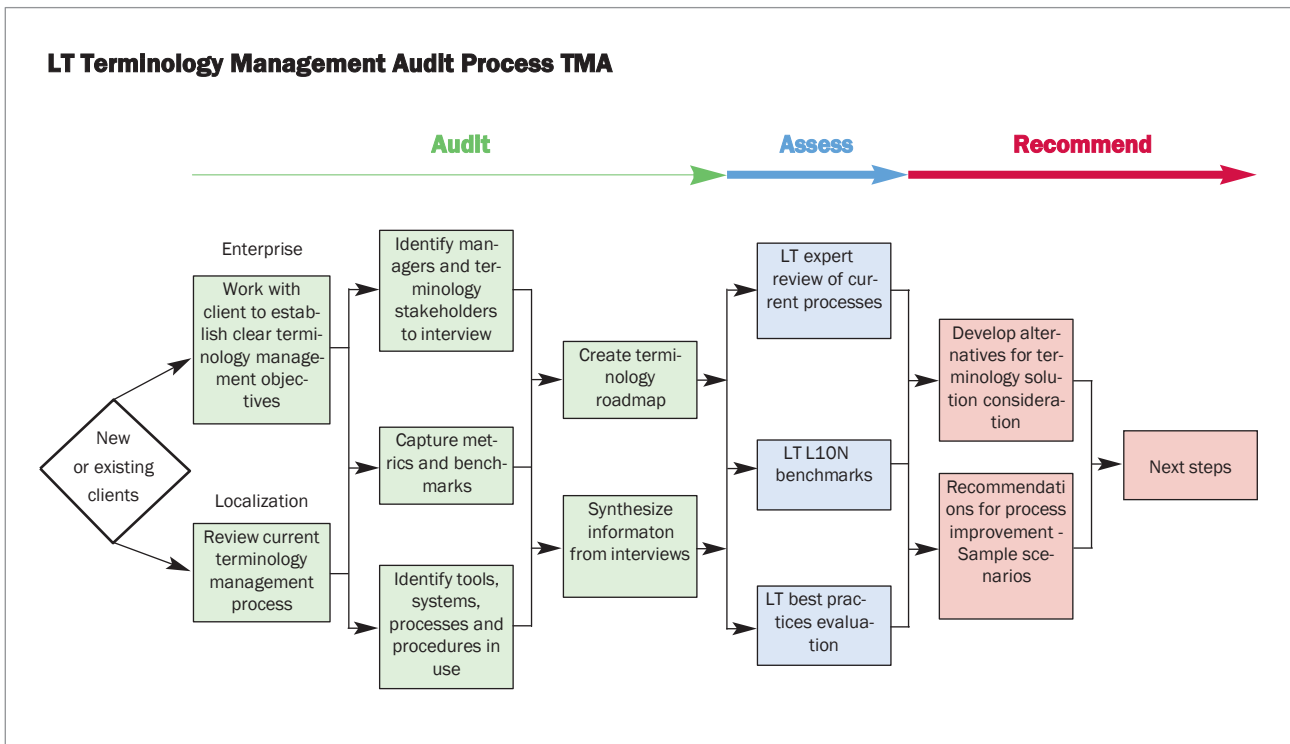 LT Terminology Management Audit Process TMA
Audit
Assess
Recommend
Enterprise
Work with
client to estab-
lish clear termi-
nology manage-
ment objec-
tives
New
or existing
clients
Localization
Review current
terminology
management
process
Identify man-
agers and ter-
minology
stakeholders
to interview
Capture met-
rics and bench-
marks
Identify tools,
systems,
processes and
procedures in
use
Create termi-
nology
roadmap
Synthesize
informaton
from interviews
LT expert
review of cur-
rent processes
LT L10N
benchmarks
LT best prac-
tices evalua-
tion
Develop alter-
natives for ter-
minology solu-
tion considera-
tion
Recommendati
ons for process
improvement -
Sample sce-
narios
Next steps